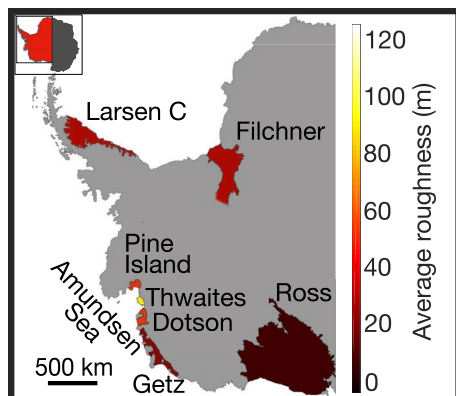 Larsen C
Filchner
Pine
Island
Thwaites
Ross
Amundsen
Sea
Dotson
500 km
Getz
120
100
80
60
40
20
0
Average roughness (m)